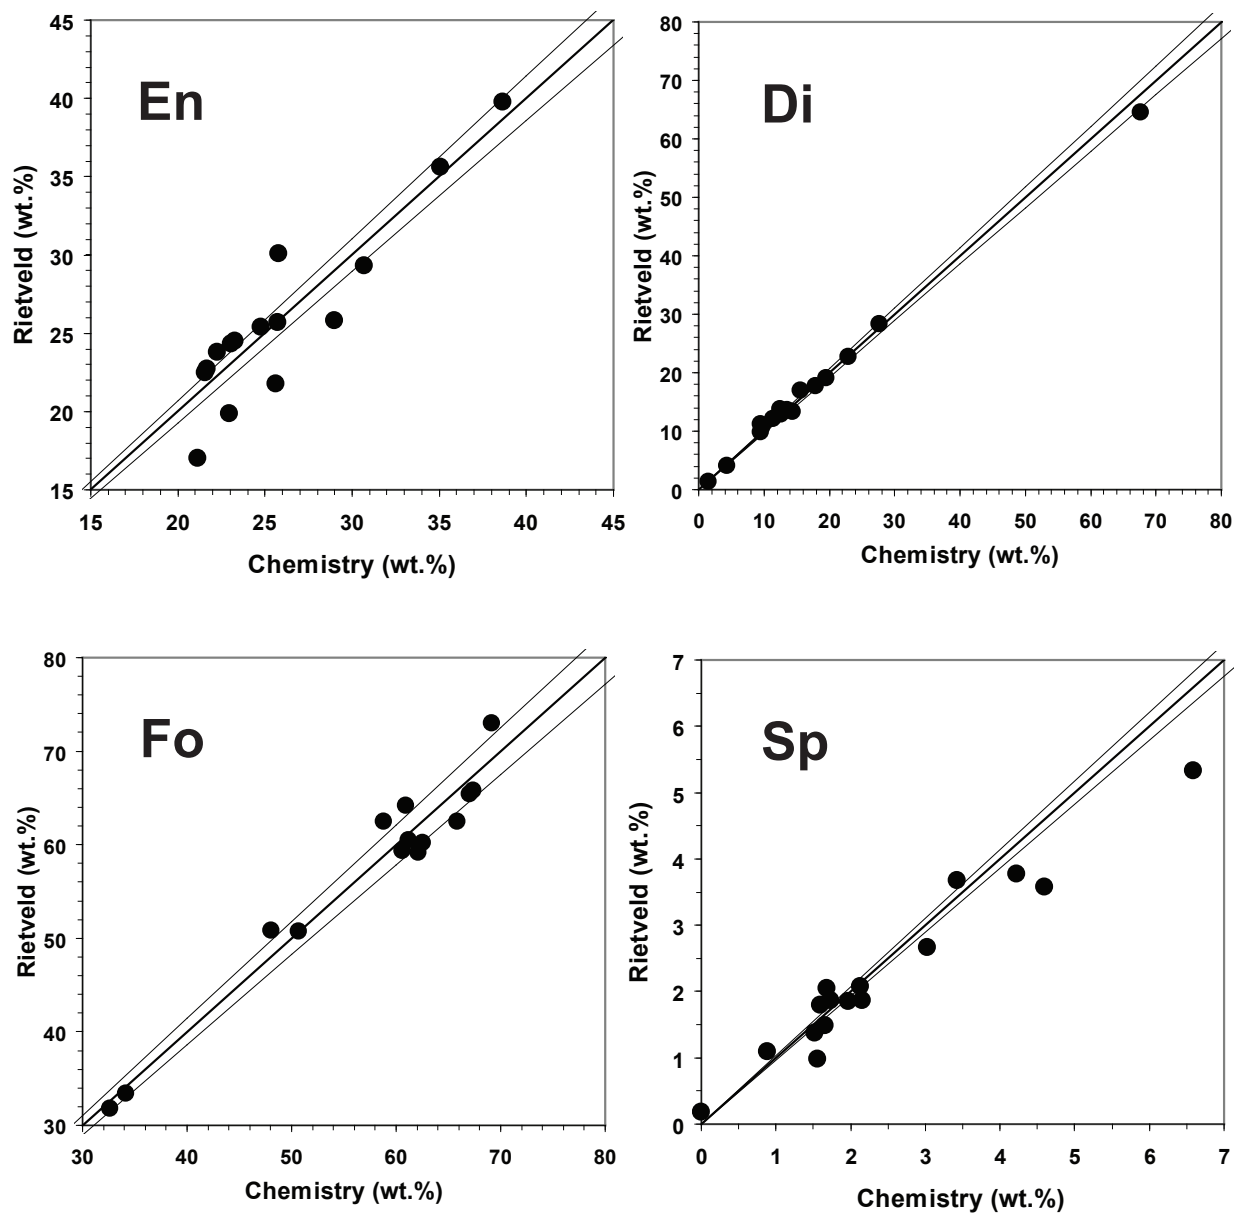 En
45
40
35
30
25
20
15
Rietveld (wt.%)
15 20 25 30 35 40 45
Chemistry (wt.%)
Di
80
70
60
50
40
30
20
10
0
Rietveld (wt.%)
0 10 20 30 40 50 60 70 80
Chemistry (wt.%)
Fo
80
70
60
50
40
30
Rietveld (wt.%)
30 40 50 60 70 80
Chemistry (wt.%)
Sp
7
6
5
4
3
2
1
0
Rietveld (wt.%)
0 1 2 3 4 5 6 7
Chemistry (wt.%)